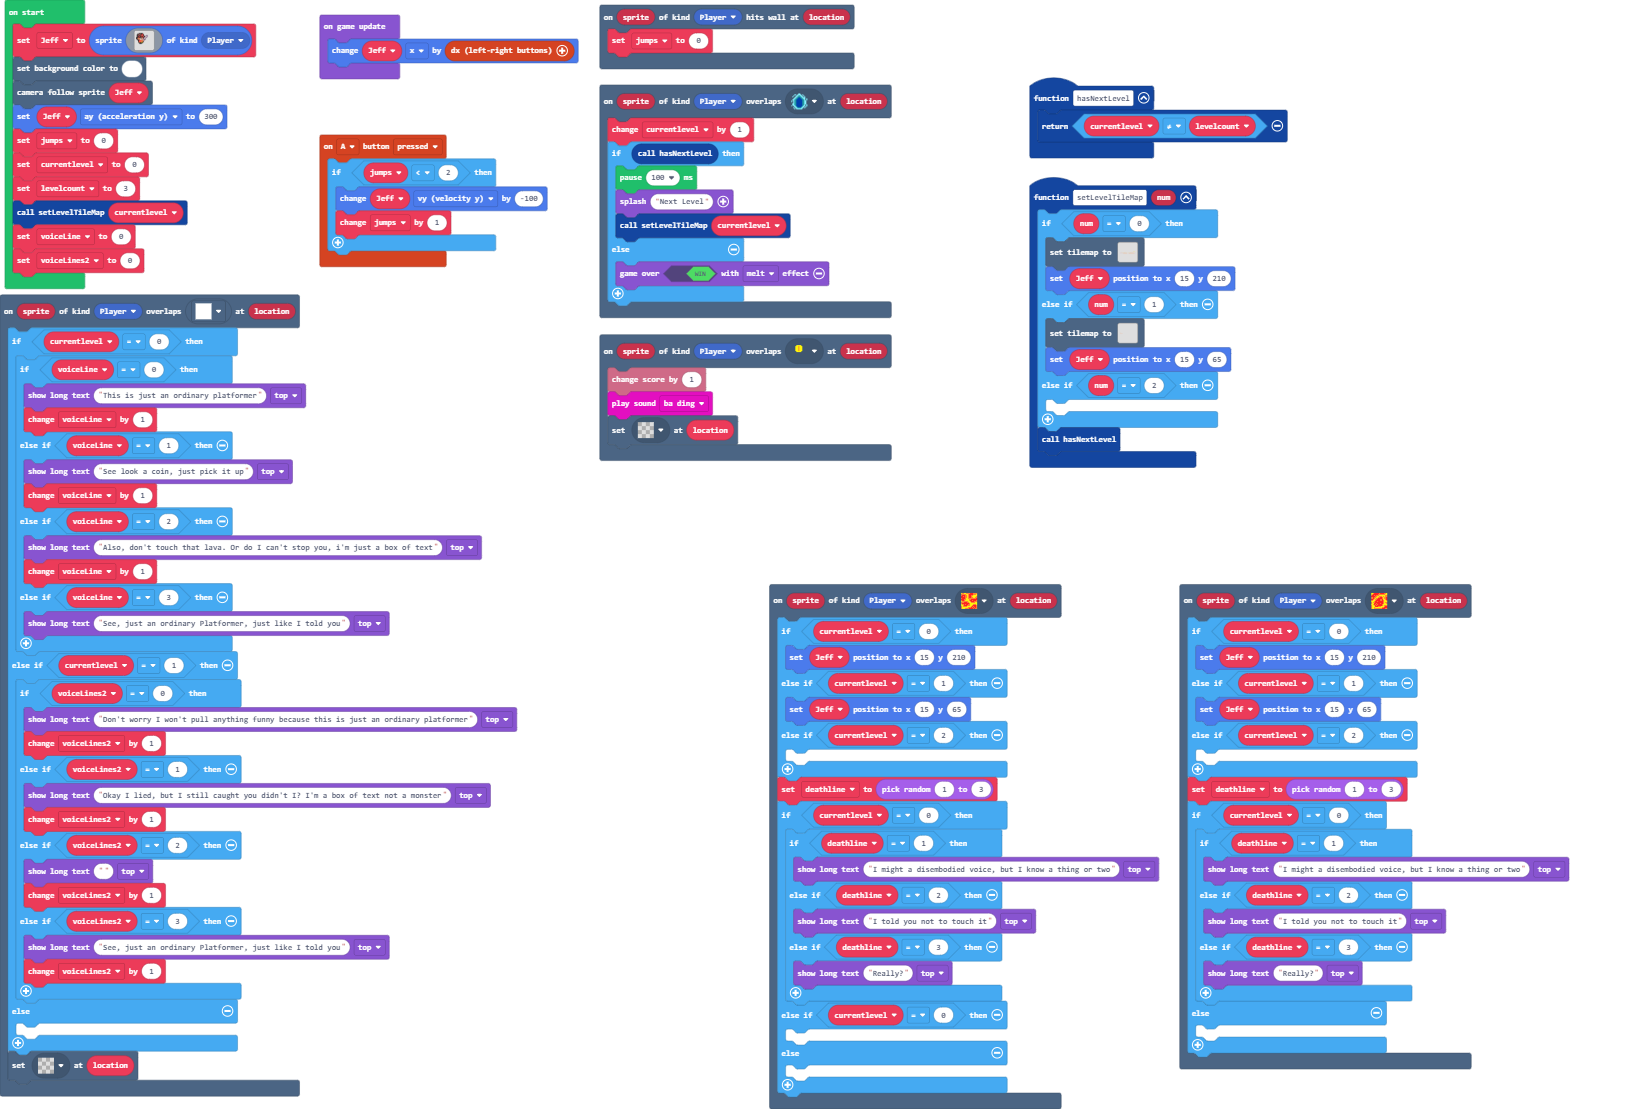 on start
set Jeff to sprite of kind Player
set background color to
camera follow sprite Jeff
set Jeff ay (acceleration y) to 300
set jumps to 0
set currentlevel to 0
set levelcount to 3
call setLevelTileMap currentlevel
set voiceLine to 0
set voiceLines2 to 0
on sprite of kind Player overlaps at location
if currentlevel = 0 then
if voiceLine = 0 then
show long text "This is just an ordinary platformer" top
change voiceLine by 1
else if voiceLine = 1 then
show long text "See look a coin, just pick it up" top
change voiceLine by 1
else if voiceLine = 2 then
show long text "Also, don't touch that lava. Or do I can't stop you, i'm just a box of text" top
change voiceLine by 1
else if voiceLine = 3 then
show long text "See, just an ordinary Platformer, just like I told you" top
else if currentlevel = 1 then
if voiceLines2 = 0 then
show long text "Don't worry I won't pull anything funny because this is just an ordinary platformer" top
change voiceLines2 by 1
else if voiceLines2 = 1 then
show long text "Okay I lied, but I still caught you didn't I? I'm a box of text not a monster" top
change voiceLines2 by 1
else if voiceLines2 = 2 then
show long text "" top
change voiceLines2 by 1
else if voiceLines2 = 3 then
show long text "See, just an ordinary Platformer, just like I told you" top
change voiceLines2 by 1
else
set at location
on game update
change Jeff x by dx (left-right buttons)
on A button pressed
if jumps < 2 then
change Jeff vy (velocity y) by -100
change jumps by 1
on sprite of kind Player hits wall at location
set jumps to 0
on sprite of kind Player overlaps at location
change currentlevel by 1
if call hasNextLevel then
pause 100 ms
splash "Next Level"
call setLevelTileMap currentlevel
else
game over WIN with melt effect
on sprite of kind Player overlaps at location
change score by 1
play sound ba ding
set at location
function hasNextLevel
return currentlevel ≠ levelcount
function setLevelTileMap num
if num = 0 then
set tilemap to
set Jeff position to x 15 y 210
else if num = 1 then
set tilemap to
set Jeff position to x 15 y 65
else if num = 2 then
call hasNextLevel
on sprite of kind Player overlaps at location
if currentlevel = 0 then
set Jeff position to x 15 y 210
else if currentlevel = 1 then
set Jeff position to x 15 y 65
else if currentlevel = 2 then
set deathline to pick random 1 to 3
if currentlevel = 0 then
if deathline = 1 then
show long text "I might a disembodied voice, but I know a thing or two" top
else if deathline = 2 then
show long text "I told you not to touch it" top
else if deathline = 3 then
show long text "Really?" top
else if currentlevel = 0 then
else
on sprite of kind Player overlaps at location
if currentlevel = 0 then
set Jeff position to x 15 y 210
else if currentlevel = 1 then
set Jeff position to x 15 y 65
else if currentlevel = 2 then
set deathline to pick random 1 to 3
if currentlevel = 0 then
if deathline = 1 then
show long text "I might a disembodied voice, but I know a thing or two" top
else if deathline = 2 then
show long text "I told you not to touch it" top
else if deathline = 3 then
show long text "Really?" top
else